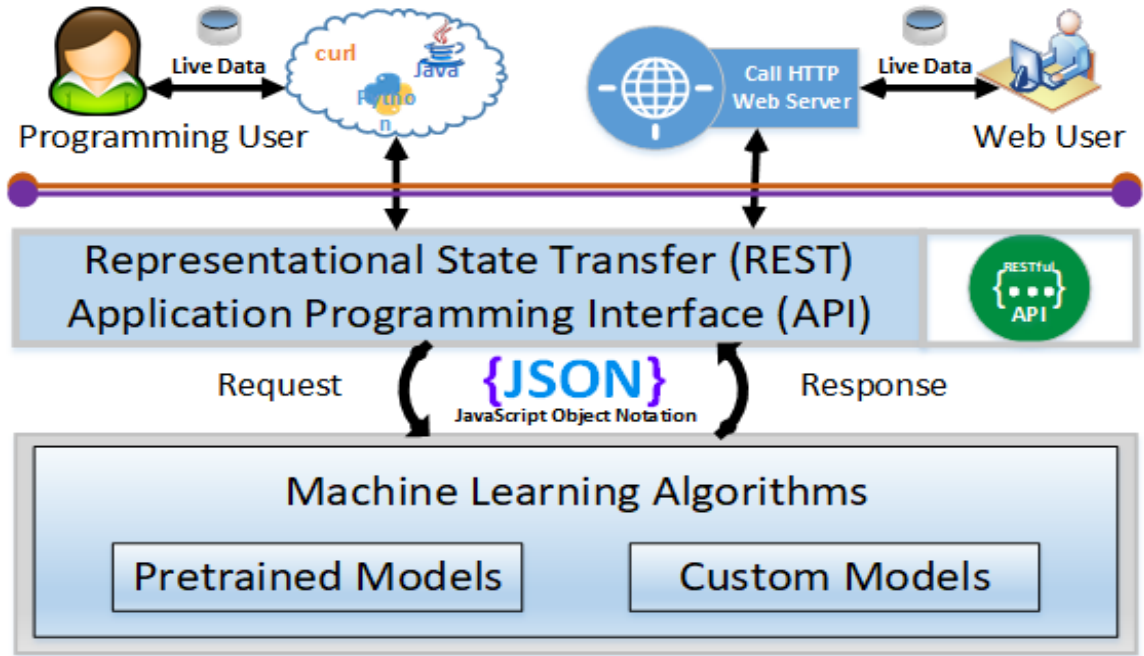 curl
Java
Pytho
n
Live Data
Programming User
Call HTTP
Web Server
Live Data
Web User
Representational State Transfer (REST)
Application Programming Interface (API)
RESTful
{...}
API
Request
{JSON}
JavaScript Object Notation
Response
Machine Learning Algorithms
Pretrained Models
Custom Models